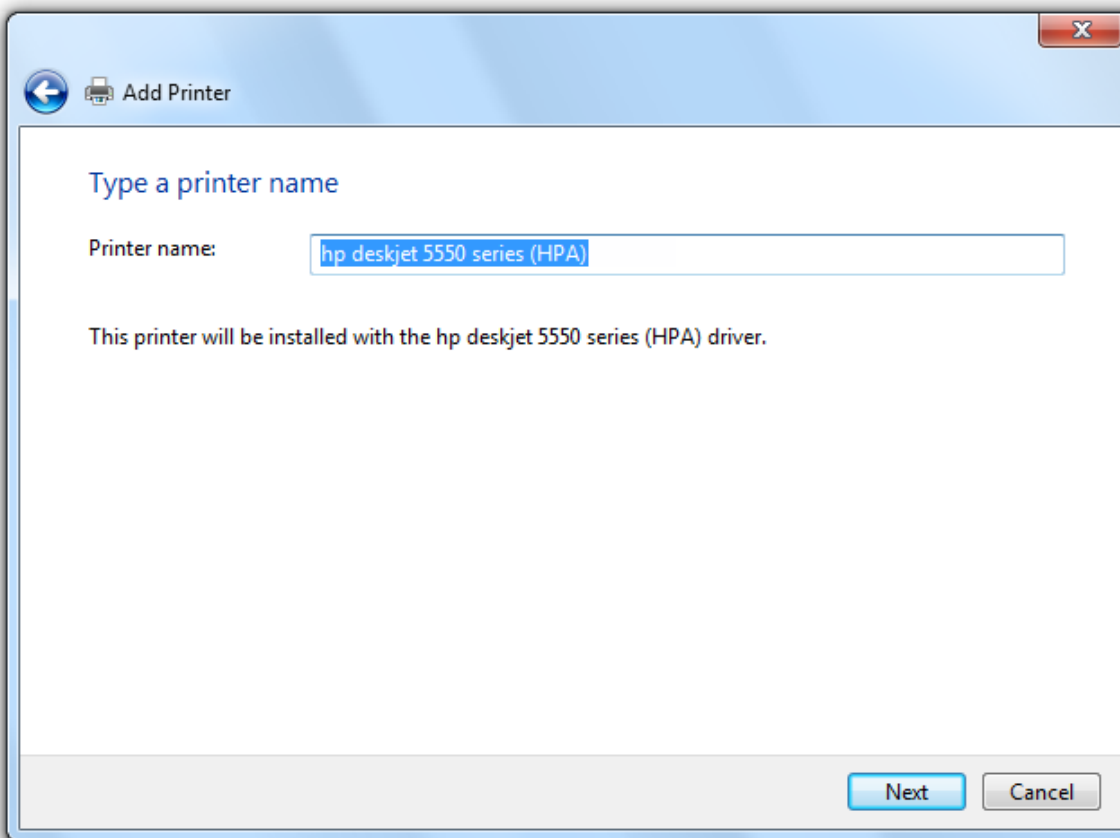 Add Printer
Type a printer name
Printer name: hp deskjet 5550 series (HPA)
This printer will be installed with the hp deskjet 5550 series (HPA) driver.
Next Cancel